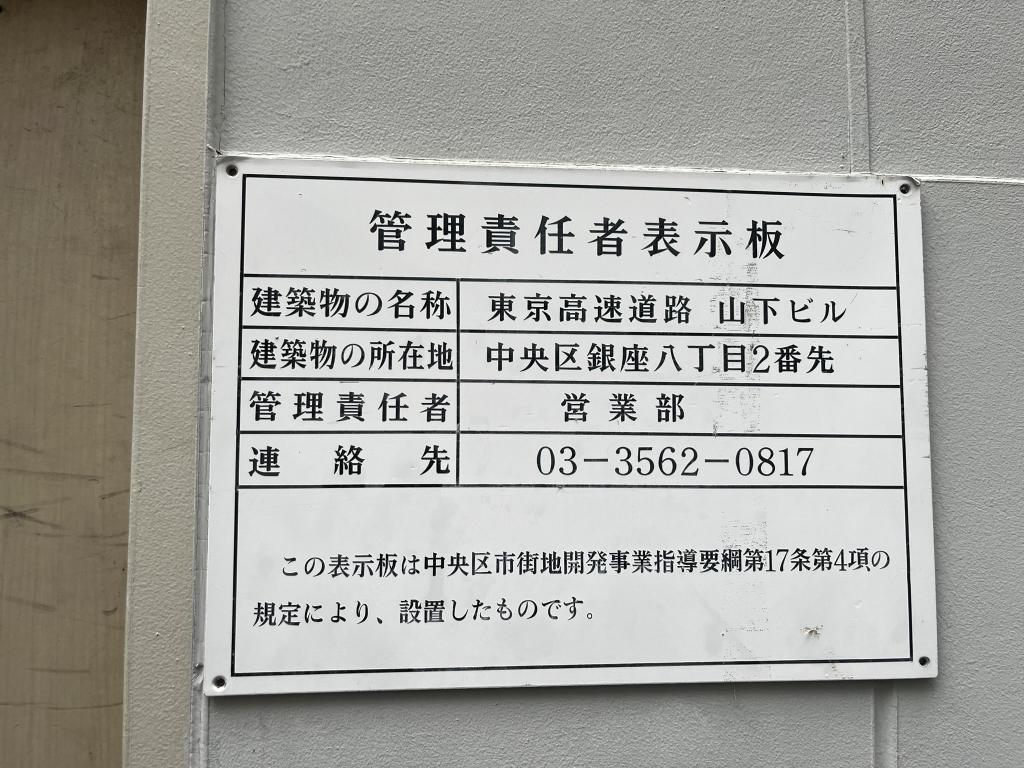 管理責任者表示板
建築物の名称 東京高速道路 山下ビル
建築物の所在地 中央区銀座八丁目2番先
管理責任者 営業部
連絡先 03-3562-0817
この表示板は中央区市街地開発事業指導要綱第17条第4項の
規定により、設置したものです。